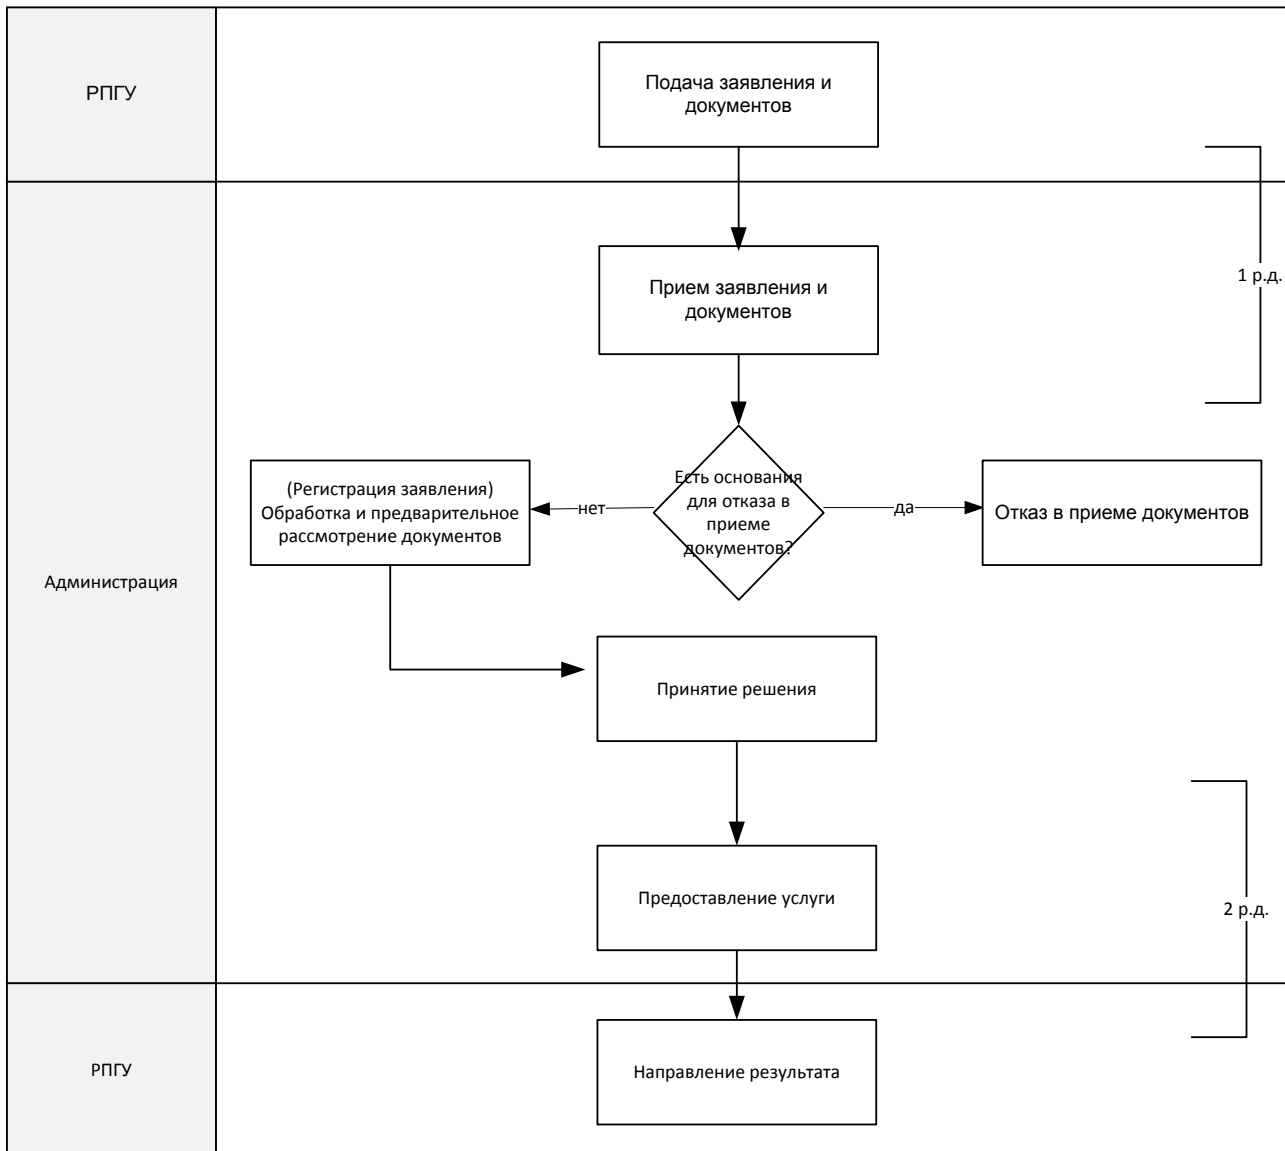 РПГУ
Подача заявления и
документов
Прием заявления и
документов
1 р.д.
Есть основания
для отказа в
приеме
документов?
нет
да
(Регистрация заявления)
Обработка и предварительное
рассмотрение документов
Отказ в приеме документов
Администрация
Принятие решения
Предоставление услуги
2 р.д.
РПГУ
Направление результата